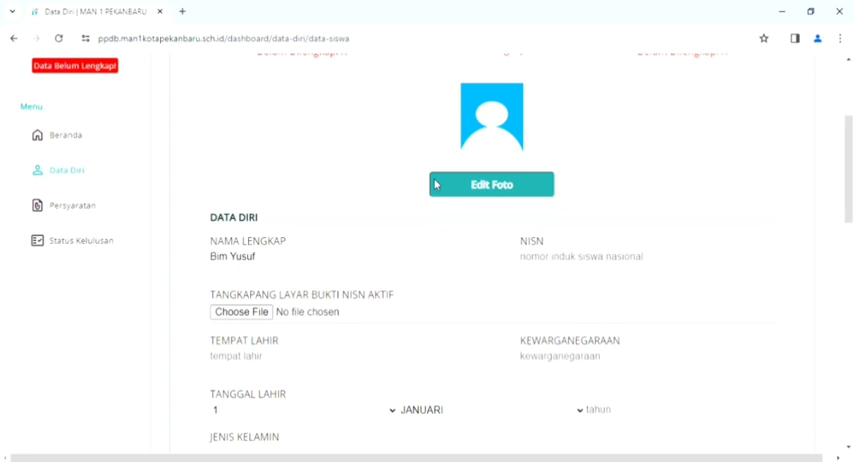 Data Diri | MAN 1 PEKANBARU
ppdb.man1kotapekanbaru.sch.id/dashboard/data-diri/data-siswa
Data Belum Lengkap!
Menu
Beranda
Data Diri
Persyaratan
Status Kelulusan
Edit Foto
DATA DIRI
NAMA LENGKAP NISN
Bim Yusuf nomor induk siswa nasional
TANGKAPANG LAYAR BUKTI NISN AKTIF
Choose File No file chosen
TEMPAT LAHIR KEWARGANEGARAAN
tempat lahir kewarganegaraan
TANGGAL LAHIR
1 JANUARI tahun
JENIS KELAMIN